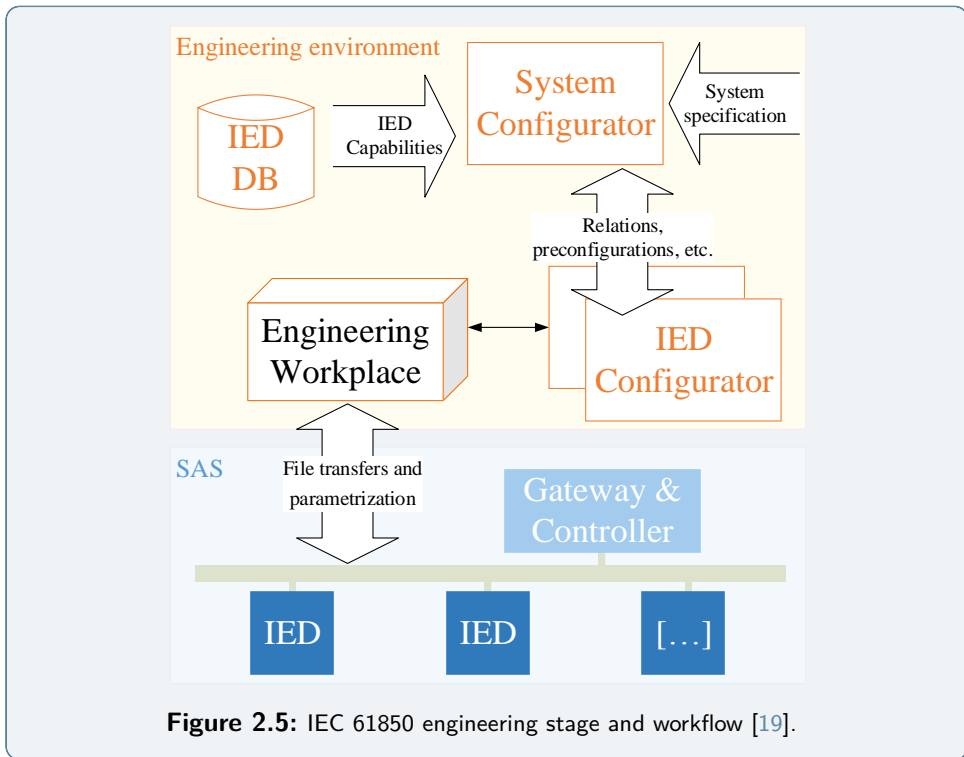 Engineering environment
System
Configurator
System
specification
IED
DB
IED
Capabilities
Relations,
preconfigurations, etc.
Engineering
Workplace
IED
Configurator
SAS
File transfers and
parametrization
Gateway &
Controller
IED
IED
[…]
Figure 2.5: IEC 61850 engineering stage and workflow [19].